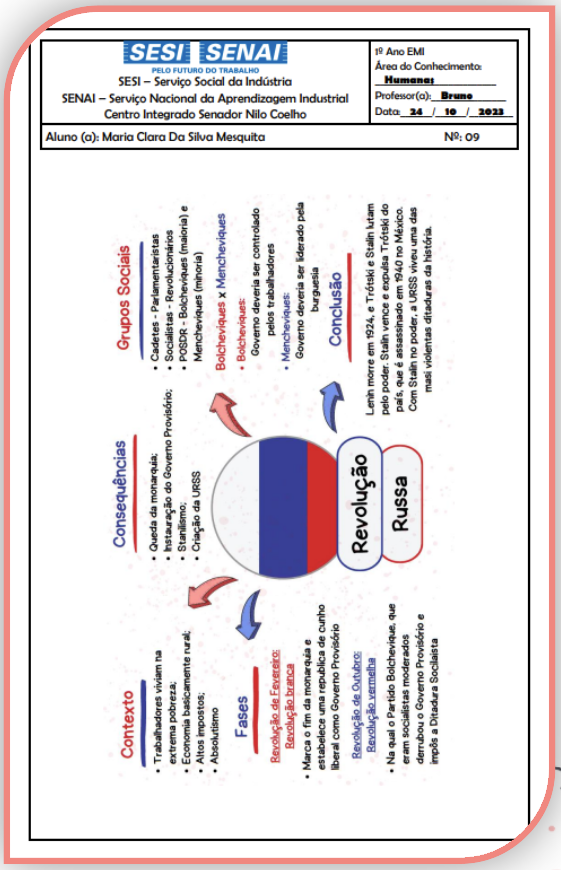 SESI SENAI
PELO FUTURO DO TRABALHO
SESI – Serviço Social da Indústria
SENAI – Serviço Nacional da Aprendizagem Industrial
Centro Integrado Senador Nilo Coelho
1º Ano EMI
Área do Conhecimento:
Humanas
Professor(a): Bruno
Data: 24 / 10 / 2023
Aluno (a): Maria Clara Da Silva Mesquita
Nº: 09
Contexto
• Trabalhadores viviam na
extrema pobreza;
• Economia basicamente rural;
• Altos impostos;
• Absolutismo
Fases
Revolução de Fevereiro:
Revolução branca
• Marca o fim da monarquia e
estabelece uma republica de cunho
liberal como Governo Provisório
Revolução de Outubro:
Revolução vermelha
• Na qual o Partido Bolchevique, que
eram socialistas moderados
derrubou o Governo Provisório e
impôs a Ditadura Socilaista
Consequências
• Queda da monarquia;
• Instauração do Governo Provisório;
• Stanilismo;
• Criação da URSS
Revolução
Russa
Grupos Sociais
• Cadetes - Parlamentaristas
• Socialistas - Revolucionários
• POSDR - Bolcheviques (maioria) e
Mencheviques (minoria)
Bolcheviques x Mencheviques
• Bolcheviques:
Governo deveria ser controlado
pelos trabalhadores
• Mencheviques:
Governo deveria ser liderado pela
burguesia
Conclusão
Lenin morre em 1924, e Trótski e Stalin lutam
pelo poder. Stalin vence e expulsa Trótski do
país, que é assassinado em 1940 no México.
Com Stalin no poder, a URSS viveu uma das
masi violentas ditaduras da história.